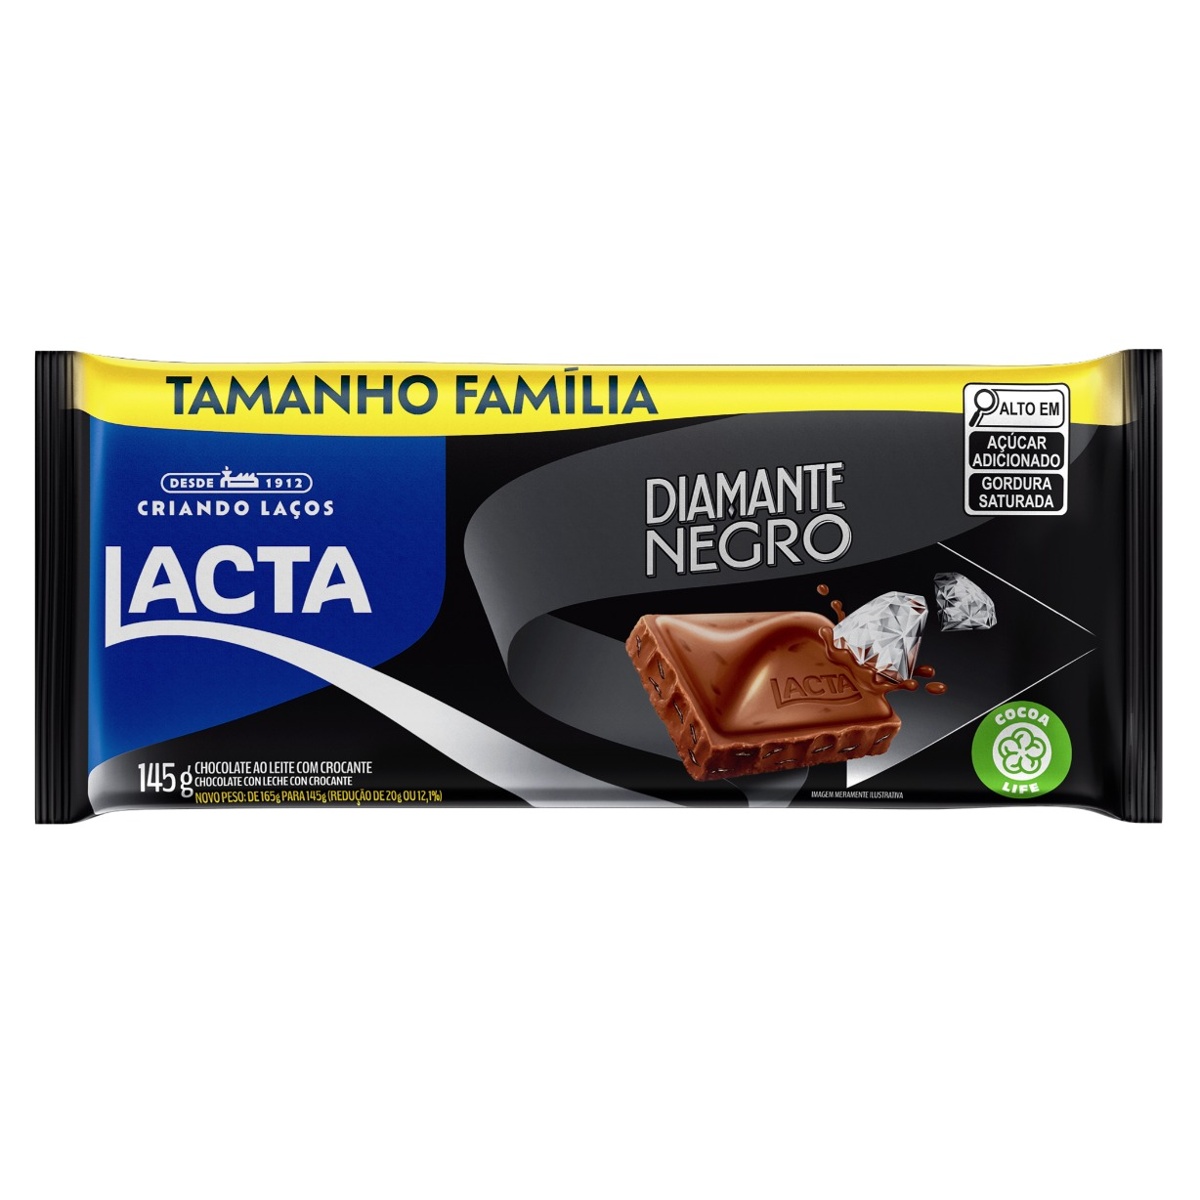 TAMANHO FAMÍLIA
ALTO EM
AÇÚCAR
ADICIONADO
GORDURA
SATURADA
DESDE 1912
CRIANDO LAÇOS
LACTA
DIAMANTE
NEGRO
LACTA
145g
CHOCOLATE AO LEITE COM CROCANTE
CHOCOLATE CON LECHE CON CROCANTE
NOVO PESO: DE 165g PARA 145g (REDUÇÃO DE 20g OU 12,1%)
IMAGEM MERAMENTE ILUSTRATIVA
COCOA
LIFE